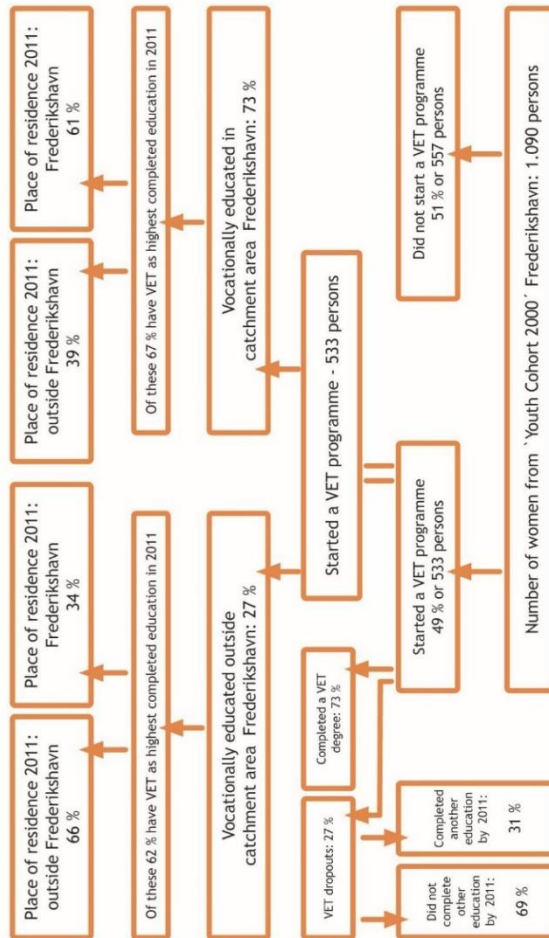 Place of residence 2011:
outside Frederikshavn
66 %
Place of residence 2011:
Frederikshavn
34 %
Place of residence 2011:
outside Frederikshavn
39 %
Place of residence 2011:
Frederikshavn
61 %
Of these 62 % have VET as highest completed education in 2011
Of these 67 % have VET as highest completed education in 2011
Vocationally educated outside
catchment area Frederikshavn: 27 %
Vocationally educated in
catchment area Frederikshavn: 73 %
Started a VET programme - 533 persons
VET dropouts: 27 %
Completed a VET
degree: 73 %
Did not
complete
other
education
by 2011:
69 %
Completed
another
education
by 2011:
31 %
Started a VET programme
49 % or 533 persons
Did not start a VET programme
51 % or 557 persons
Number of women from `Youth Cohort 2000´ Frederikshavn: 1.090 persons